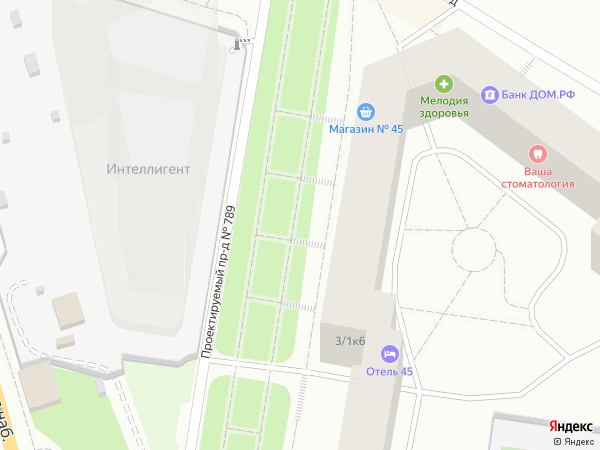 Мелодия
здоровья
Банк ДОМ.РФ
Магазин № 45
Интеллигент
Ваша
стоматология
Проектируемый пр-д № 789
3/1к6
Отель 45
наб.
Яндекс
© Яндекс